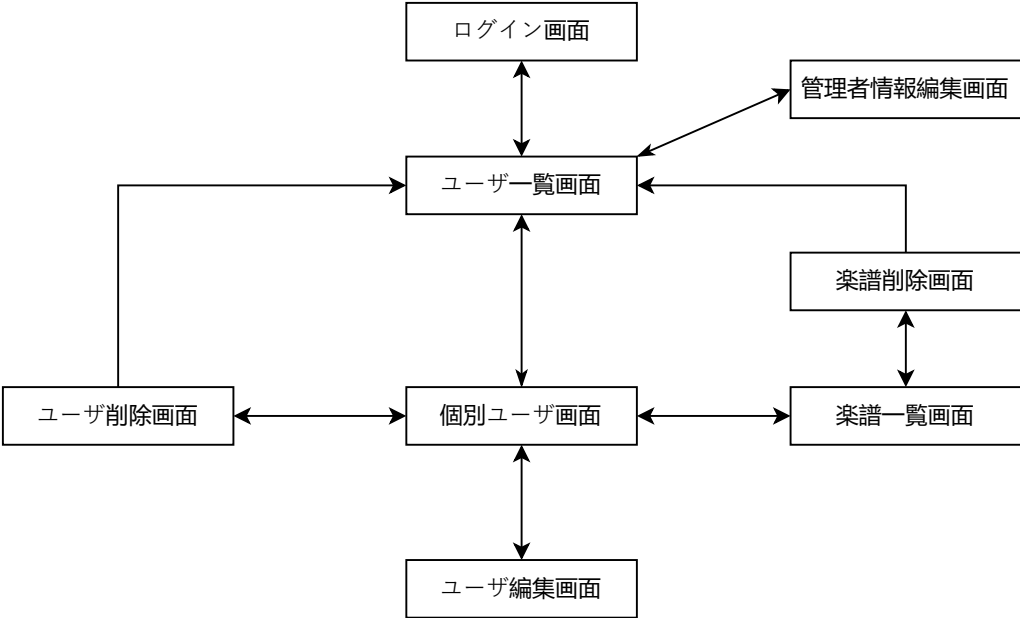 ログイン画面
管理者情報編集画面
ユーザ一覧画面
楽譜削除画面
ユーザ削除画面
個別ユーザ画面
楽譜一覧画面
ユーザ編集画面